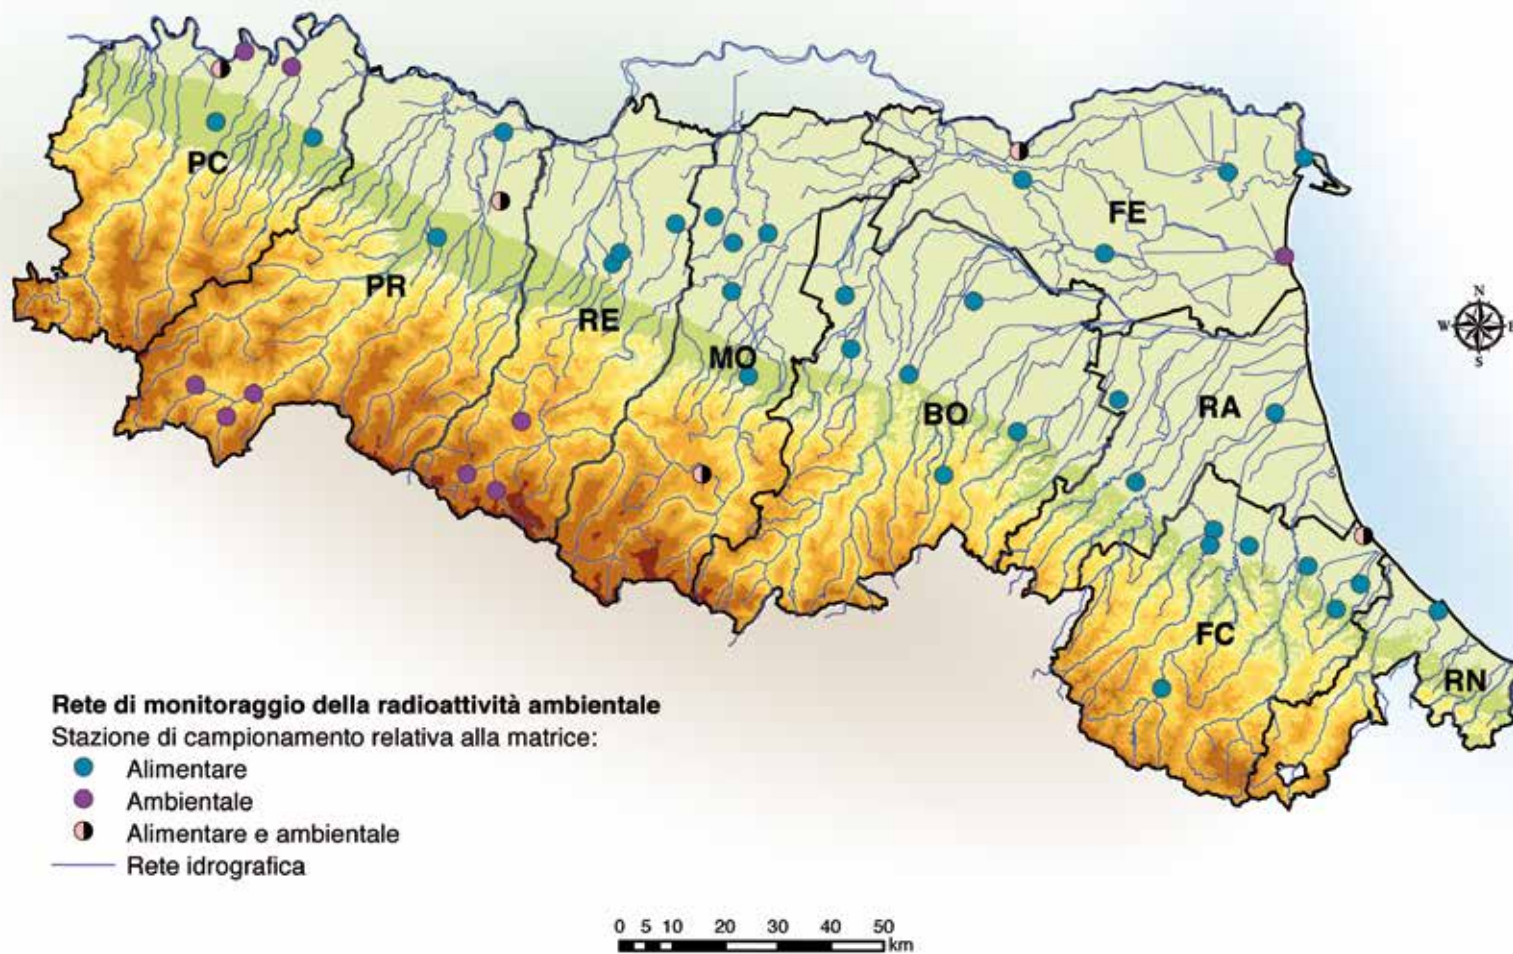 PC
PR
RE
MO
BO
FE
RA
FC
RN
N
W
E
S
Rete di monitoraggio della radioattività ambientale
Stazione di campionamento relativa alla matrice:
Alimentare
Ambientale
Alimentare e ambientale
Rete idrografica
0 5 10 20 30 40 50
km